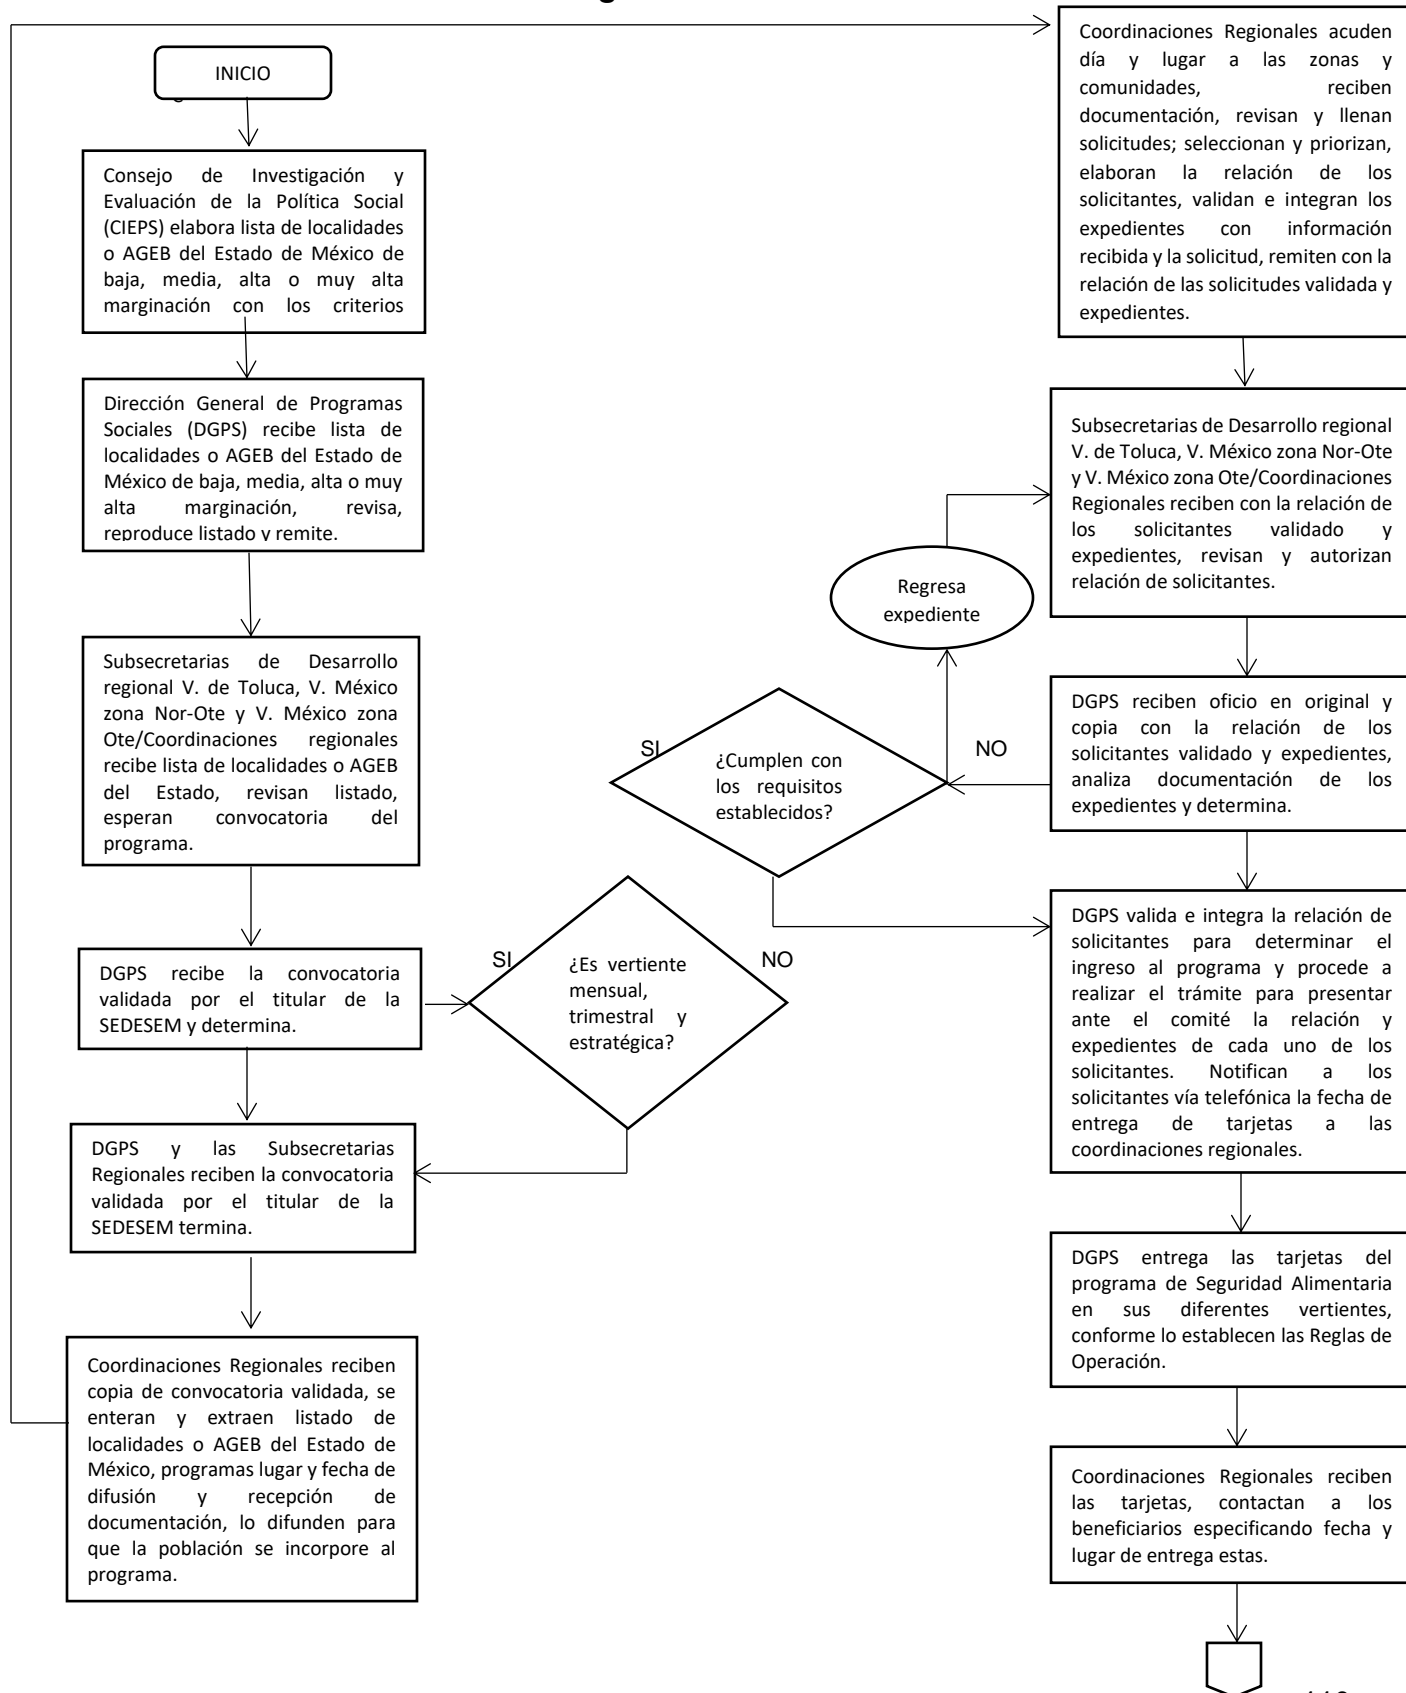 INICIO
Consejo de Investigación y
Evaluación de la Política Social
(CIEPS) elabora lista de localidades
o AGEB del Estado de México de
baja, media, alta o muy alta
marginación con los criterios
Dirección General de Programas
Sociales (DGPS) recibe lista de
localidades o AGEB del Estado de
México de baja, media, alta o muy
alta marginación, revisa,
reproduce listado y remite.
Subsecretarias de Desarrollo
regional V. de Toluca, V. México
zona Nor-Ote y V. México zona
Ote/Coordinaciones regionales
recibe lista de localidades o AGEB
del Estado, revisan listado,
esperan convocatoria del
programa.
DGPS recibe la convocatoria
validada por el titular de la
SEDESEM y determina.
SI
¿Es vertiente
mensual,
trimestral y
estratégica?
NO
DGPS y las Subsecretarias
Regionales reciben la convocatoria
validada por el titular de la
SEDESEM termina.
Coordinaciones Regionales reciben
copia de convocatoria validada, se
enteran y extraen listado de
localidades o AGEB del Estado de
México, programas lugar y fecha de
difusión y recepción de
documentación, lo difunden para
que la población se incorpore al
programa.
Coordinaciones Regionales acuden
día y lugar a las zonas y
comunidades, reciben
documentación, revisan y llenan
solicitudes; seleccionan y priorizan,
elaboran la relación de los
solicitantes, validan e integran los
expedientes con información
recibida y la solicitud, remiten con la
relación de las solicitudes validada y
expedientes.
Subsecretarias de Desarrollo regional
V. de Toluca, V. México zona Nor-Ote
y V. México zona Ote/Coordinaciones
Regionales reciben con la relación de
los solicitantes validado y
expedientes, revisan y autorizan
relación de solicitantes.
Regresa
expediente
DGPS reciben oficio en original y
copia con la relación de los
solicitantes validado y expedientes,
analiza documentación de los
expedientes y determina.
SI
¿Cumplen con
los requisitos
establecidos?
NO
DGPS valida e integra la relación de
solicitantes para determinar el
ingreso al programa y procede a
realizar el trámite para presentar
ante el comité la relación y
expedientes de cada uno de los
solicitantes. Notifican a los
solicitantes vía telefónica la fecha de
entrega de tarjetas a las
coordinaciones regionales.
DGPS entrega las tarjetas del
programa de Seguridad Alimentaria
en sus diferentes vertientes,
conforme lo establecen las Reglas de
Operación.
Coordinaciones Regionales reciben
las tarjetas, contactan a los
beneficiarios especificando fecha y
lugar de entrega estas.